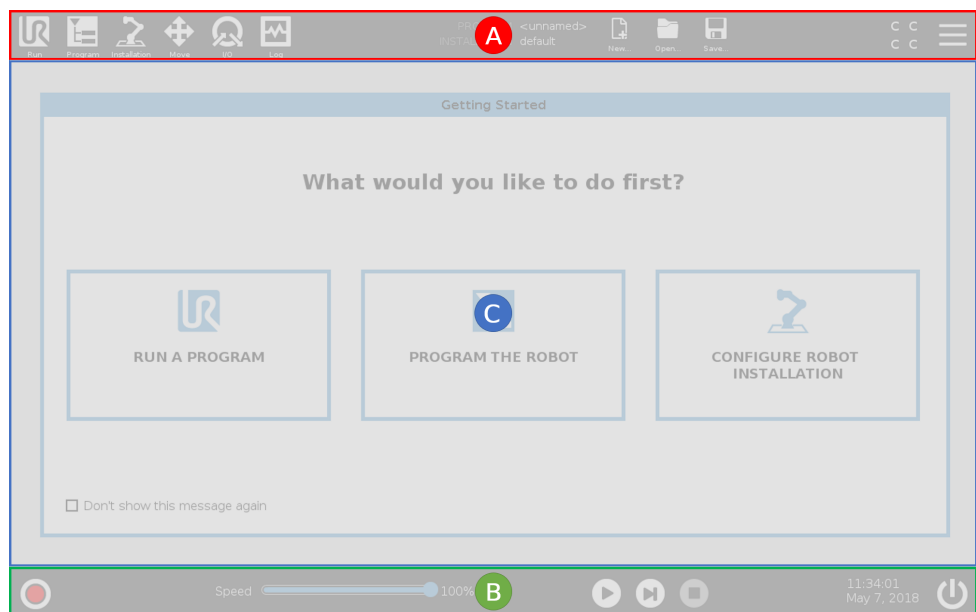 <unnamed>
A
default
C C
C C
Run
Program
Installation
Move
I/O
Log
New...
Open...
Save...
Getting Started
What would you like to do first?
C
RUN A PROGRAM
PROGRAM THE ROBOT
CONFIGURE ROBOT
INSTALLATION
Don't show this message again
Speed
100%
B
11:34:01
May 7, 2018